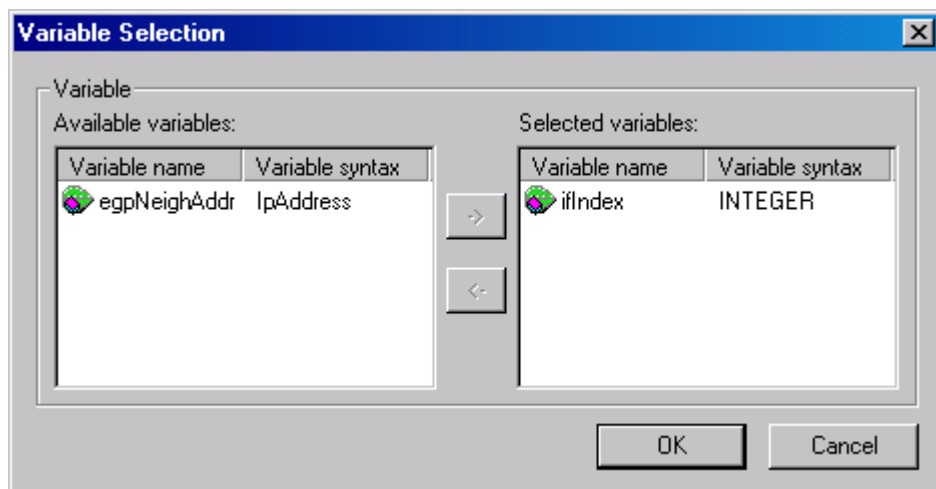 Variable Selection
Variable
Available variables: Selected variables:
Variable name Variable syntax Variable name Variable syntax
egpNeighAddr IpAddress -> ifIndex INTEGER
<-
OK Cancel